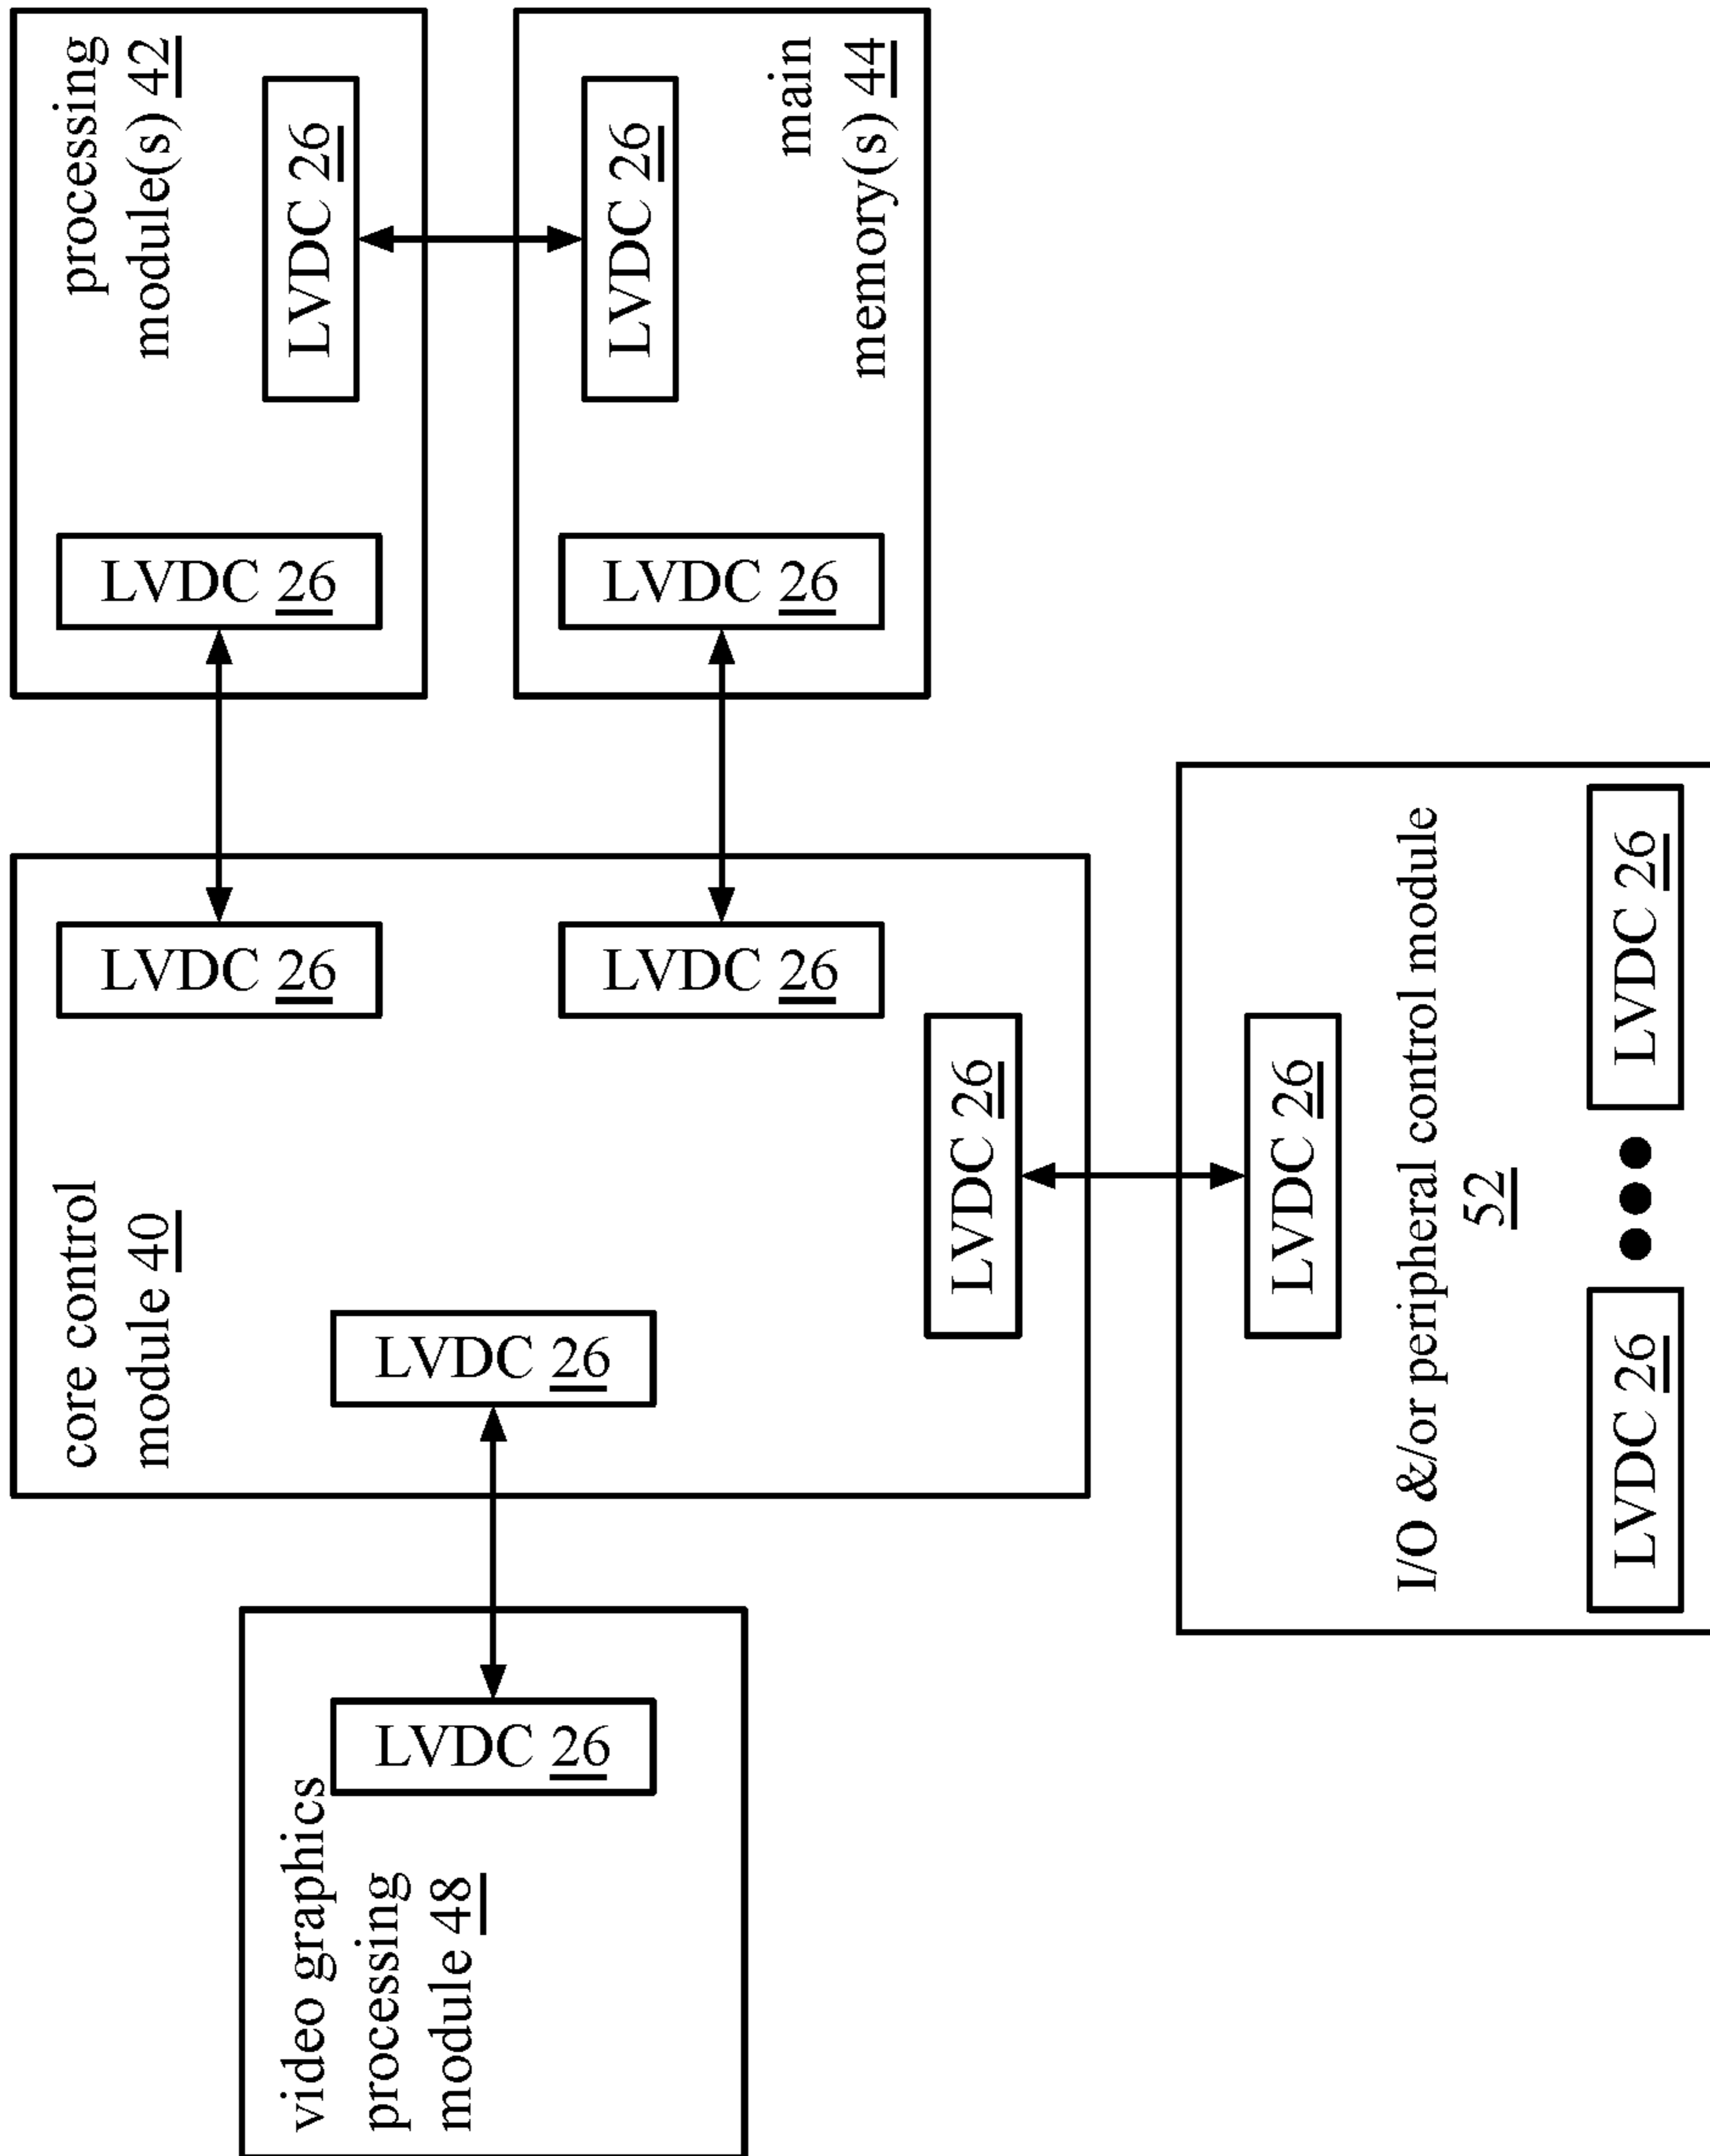 core control
module 40
LVDC 26
LVDC 26
LVDC 26
LVDC 26
processing
module(s) 42
LVDC 26
LVDC 26
main
memory(s) 44
LVDC 26
LVDC 26
video graphics
processing
module 48
LVDC 26
I/O &/or peripheral control module
52
LVDC 26
LVDC 26
LVDC 26